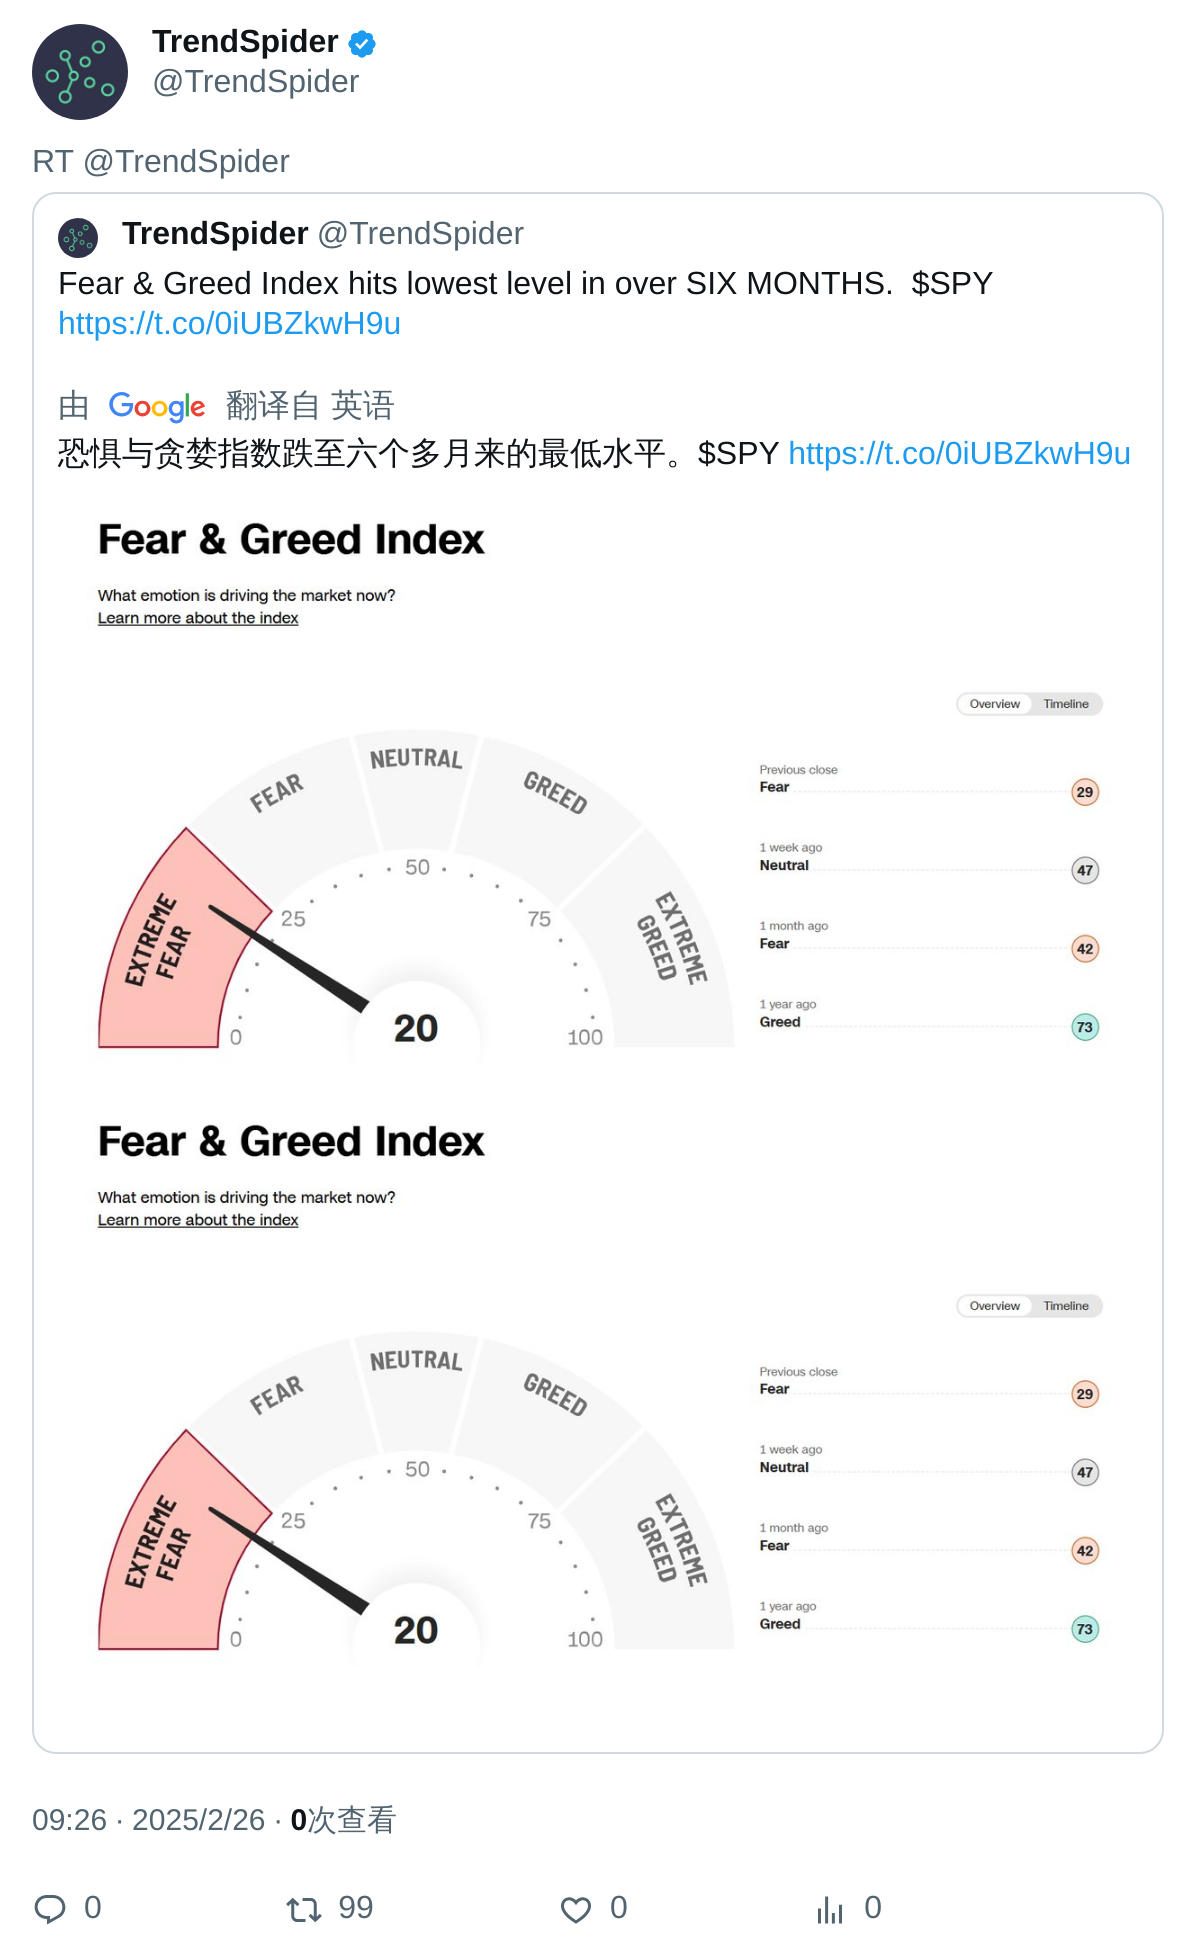 TrendSpider
@TrendSpider
RT @TrendSpider
TrendSpider @TrendSpider
Fear & Greed Index hits lowest level in over SIX MONTHS.  $SPY
https://t.co/0iUBZkwH9u
由 Google 翻译自 英语
恐惧与贪婪指数跌至六个多月来的最低水平。$SPY https://t.co/0iUBZkwH9u
Fear & Greed Index
What emotion is driving the market now?
Learn more about the index
Overview Timeline
EXTREME FEAR
FEAR
NEUTRAL
GREED
EXTREME GREED
0
25
50
75
100
20
Previous close
Fear 29
1 week ago
Neutral 47
1 month ago
Fear 42
1 year ago
Greed 73
Fear & Greed Index
What emotion is driving the market now?
Learn more about the index
Overview Timeline
EXTREME FEAR
FEAR
NEUTRAL
GREED
EXTREME GREED
0
25
50
75
100
20
Previous close
Fear 29
1 week ago
Neutral 47
1 month ago
Fear 42
1 year ago
Greed 73
09:26 · 2025/2/26 · 0次查看
0 99 0 0